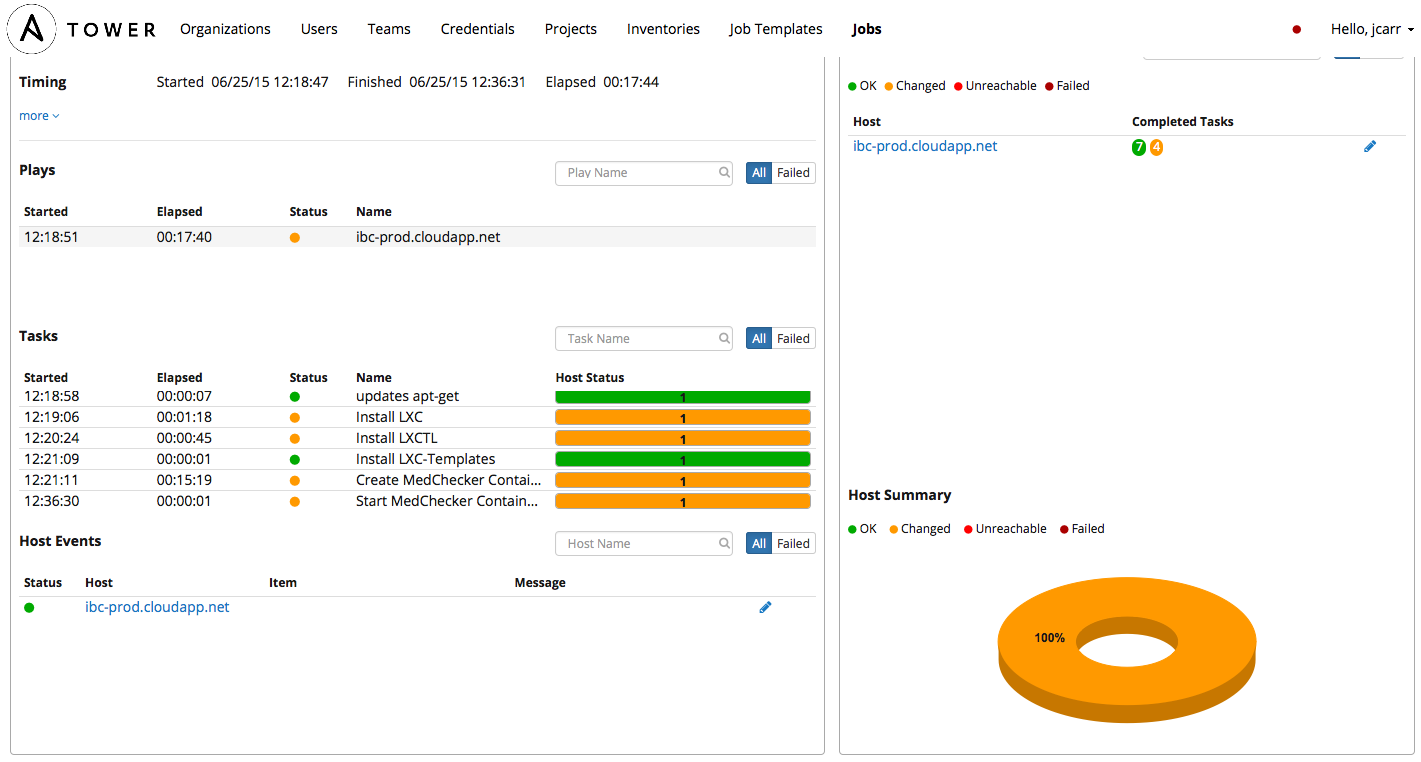 TOWER Organizations Users Teams Credentials Projects Inventories Job Templates Jobs Hello, jcarr
Timing Started 06/25/15 12:18:47 Finished 06/25/15 12:36:31 Elapsed 00:17:44
more
Plays Play Name All Failed
Started Elapsed Status Name
12:18:51 00:17:40 ibc-prod.cloudapp.net
Tasks Task Name All Failed
Started Elapsed Status Name Host Status
12:18:58 00:00:07 updates apt-get 1
12:19:06 00:01:18 Install LXC 1
12:20:24 00:00:45 Install LXCTL 1
12:21:09 00:00:01 Install LXC-Templates 1
12:21:11 00:15:19 Create MedChecker Contai... 1
12:36:30 00:00:01 Start MedChecker Contain... 1
Host Events Host Name All Failed
Status Host Item Message
ibc-prod.cloudapp.net
OK Changed Unreachable Failed
Host Completed Tasks
ibc-prod.cloudapp.net 7 4
Host Summary
OK Changed Unreachable Failed
100%